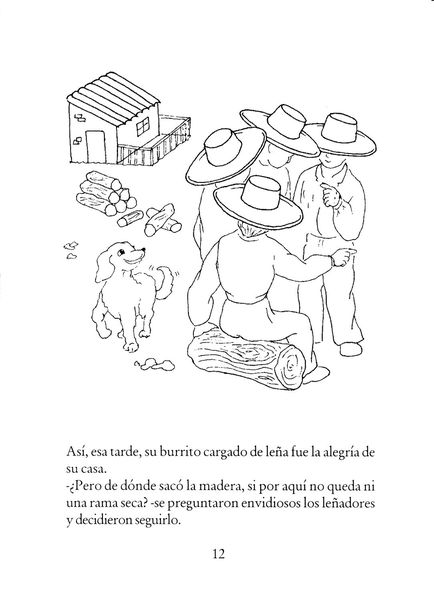 Así, esa tarde, su burrito cargado de leña fue la alegría de
su casa.
-¿Pero de dónde sacó la madera, si por aquí no queda ni
una rama seca? -se preguntaron envidiosos los leñadores
y decidieron seguirlo.
12